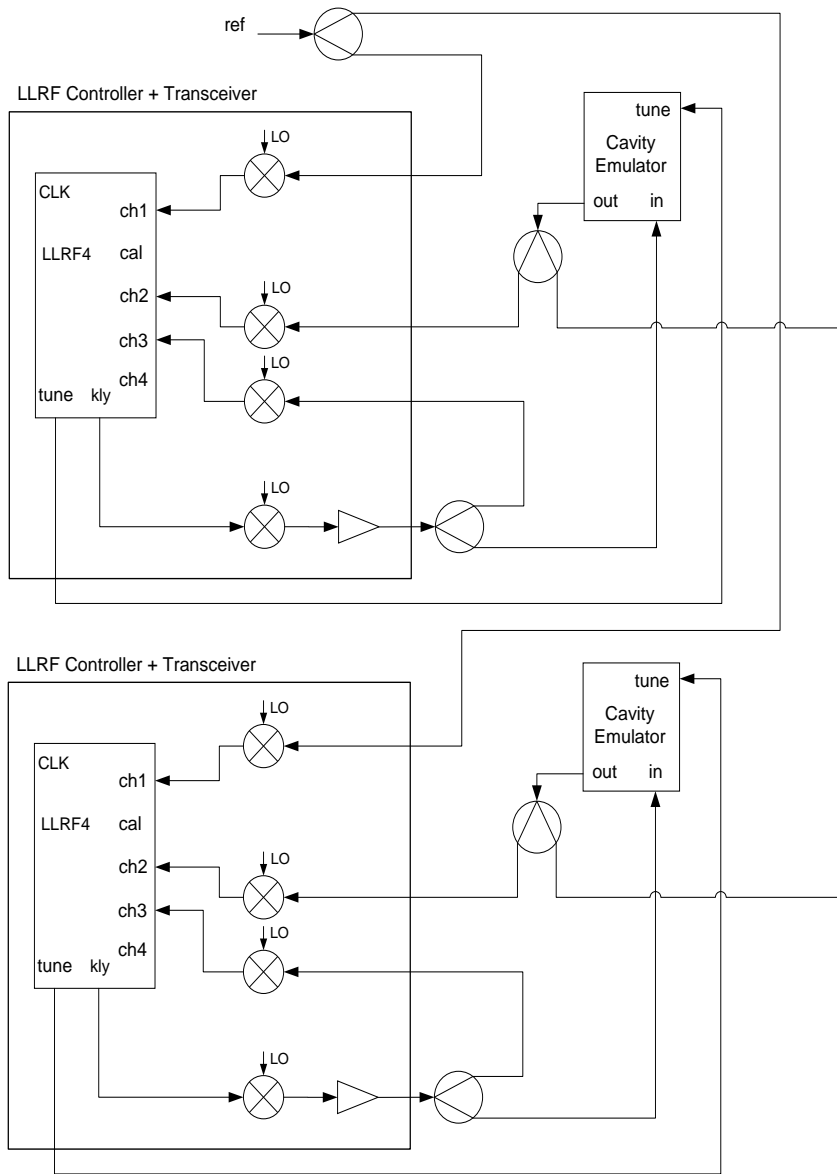 ref
LLRF Controller + Transceiver
LO
tune
CLK
ch1
Cavity
Emulator
out
in
LLRF4
cal
LO
ch2
ch3
LO
ch4
tune
kly
LO
LLRF Controller + Transceiver
LO
tune
CLK
ch1
Cavity
Emulator
out
in
LLRF4
cal
LO
ch2
ch3
LO
ch4
tune
kly
LO